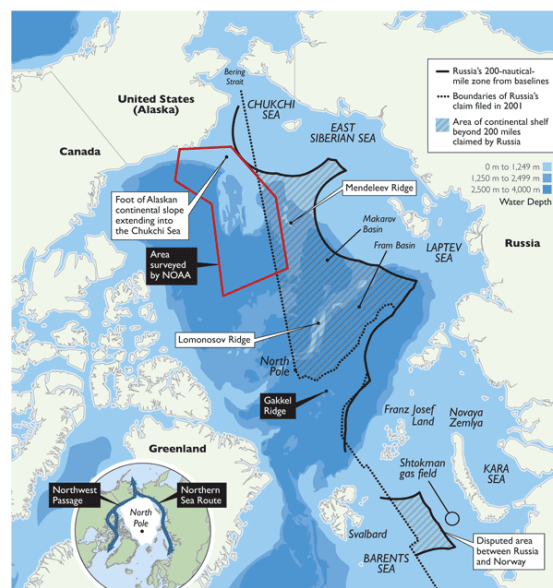 Bering
Strait
Russia's 200-nautical-
mile zone from baselines
Boundaries of Russia's
claim filed in 2001
Area of continental shelf
beyond 200 miles
claimed by Russia
0 m to 1,249 m
1,250 m to 2,499 m
2,500 m to 4,000 m
Water Depth
United States
(Alaska)
CHUKCHI
SEA
EAST
SIBERIAN SEA
Canada
Mendeleev Ridge
Foot of Alaskan
continental slope
extending into
the Chukchi Sea
Makarov
Basin
Fram Basin
LAPTEV
SEA
Russia
Area
surveyed
by NOAA
Lomonosov Ridge
North
Pole
Gakkel
Ridge
Franz Josef
Land
Novaya
Zemlya
Greenland
Shtokman
gas field
KARA
SEA
Northwest
Passage
Northern
Sea Route
North
Pole
Svalbard
BARENTS
SEA
Disputed area
between Russia
and Norway